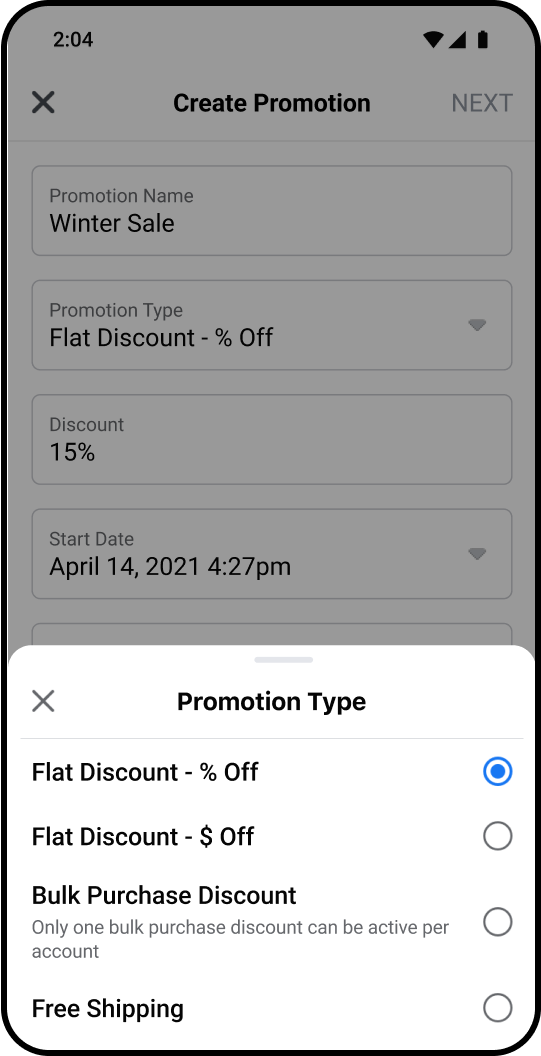 2:04
Create Promotion
NEXT
Promotion Name
Winter Sale
Promotion Type
Flat Discount - % Off
Discount
15%
Start Date
April 14, 2021 4:27pm
Promotion Type
Flat Discount - % Off
Flat Discount - $ Off
Bulk Purchase Discount
Only one bulk purchase discount can be active per
account
Free Shipping